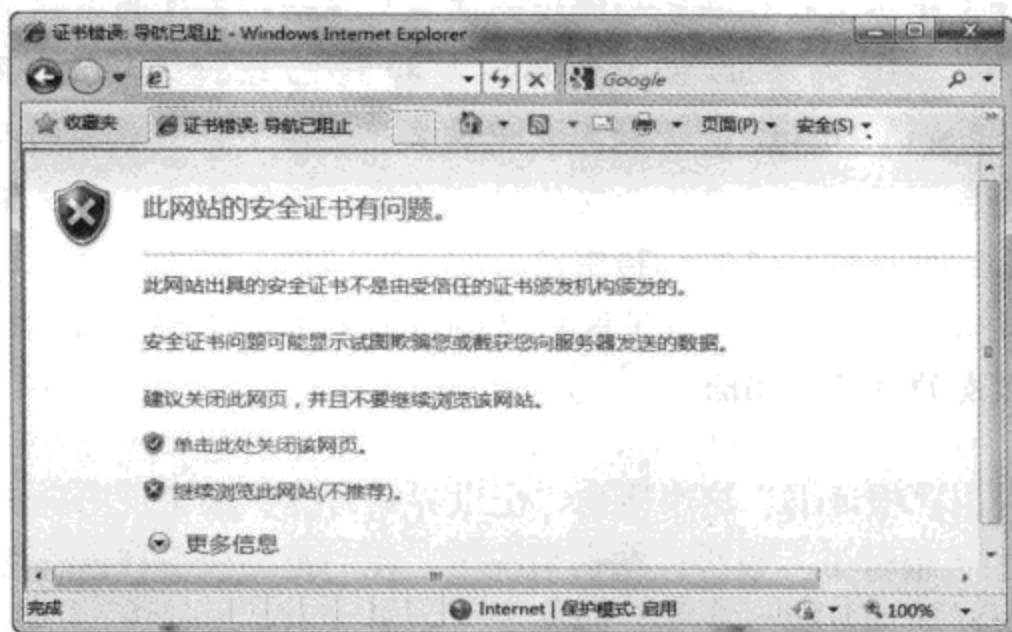 证书错误: 导航已阻止 - Windows Internet Explorer
Google
收藏夹 证书错误: 导航已阻止 页面(P) 安全(S)
此网站的安全证书有问题。
此网站出具的安全证书不是由受信任的证书颁发机构颁发的。
安全证书问题可能显示试图欺骗您或截获您向服务器发送的数据。
建议关闭此网页，并且不要继续浏览该网站。
单击此处关闭该网页。
继续浏览此网站(不推荐)。
更多信息
完成 Internet | 保护模式: 启用 100%